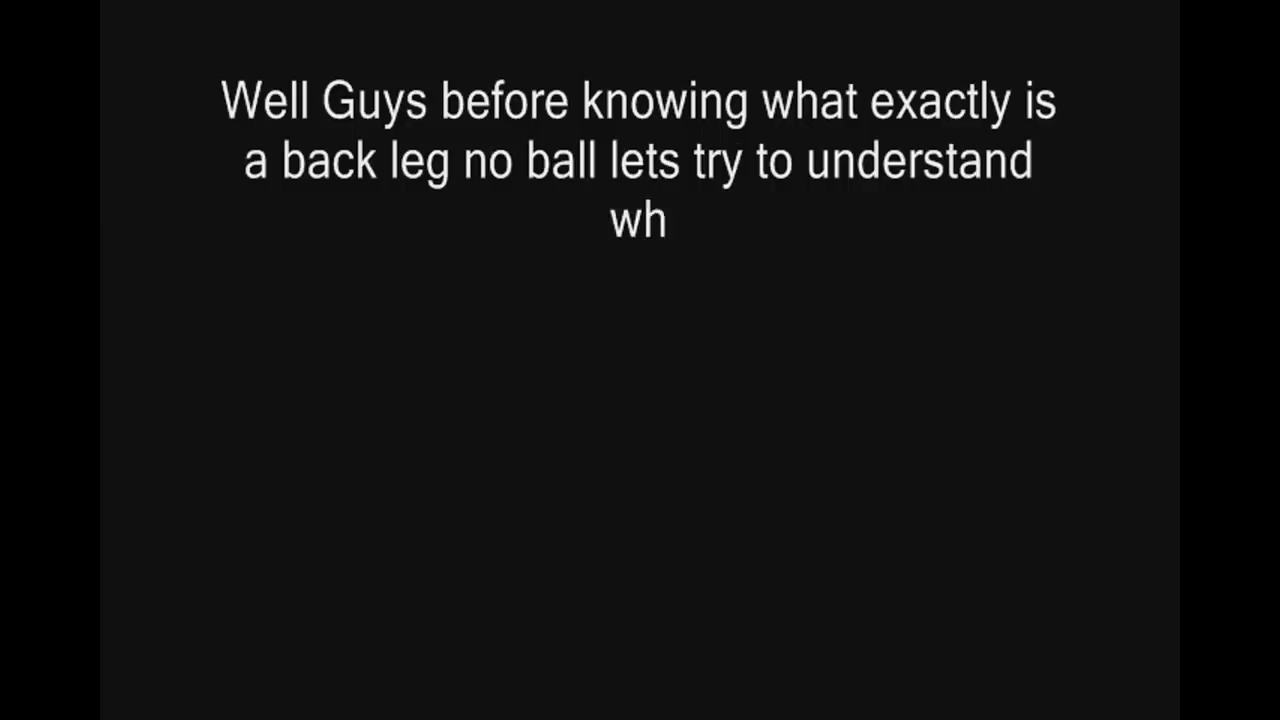 Well Guys before knowing what exactly is
a back leg no ball lets try to understand
wh